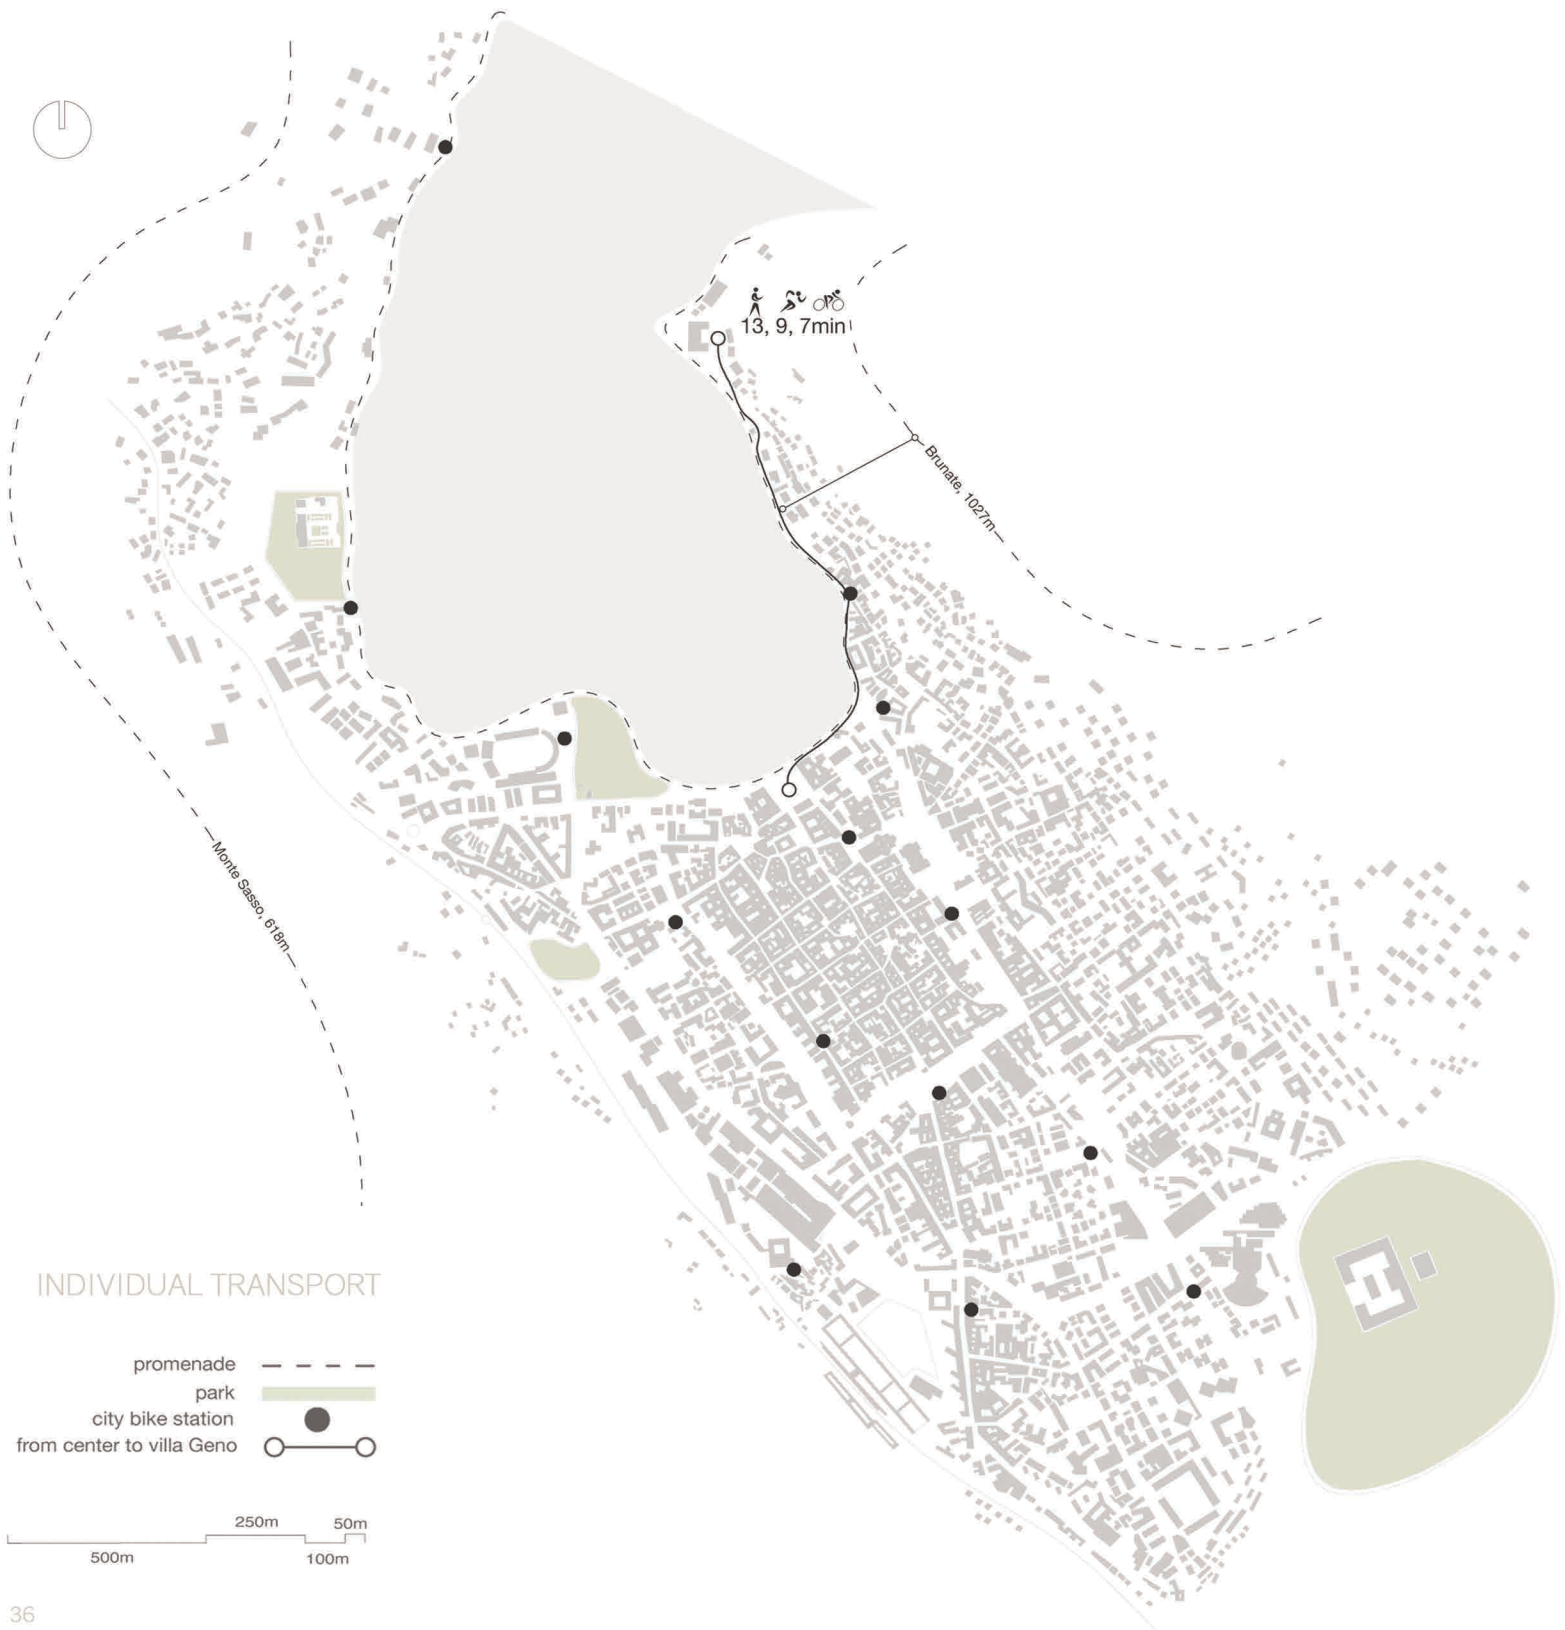 13, 9, 7min
Brunate, 1027m
Monte Sasso, 618m
INDIVIDUAL TRANSPORT
promenade
park
city bike station
from center to villa Geno
250m 50m
500m 100m
36